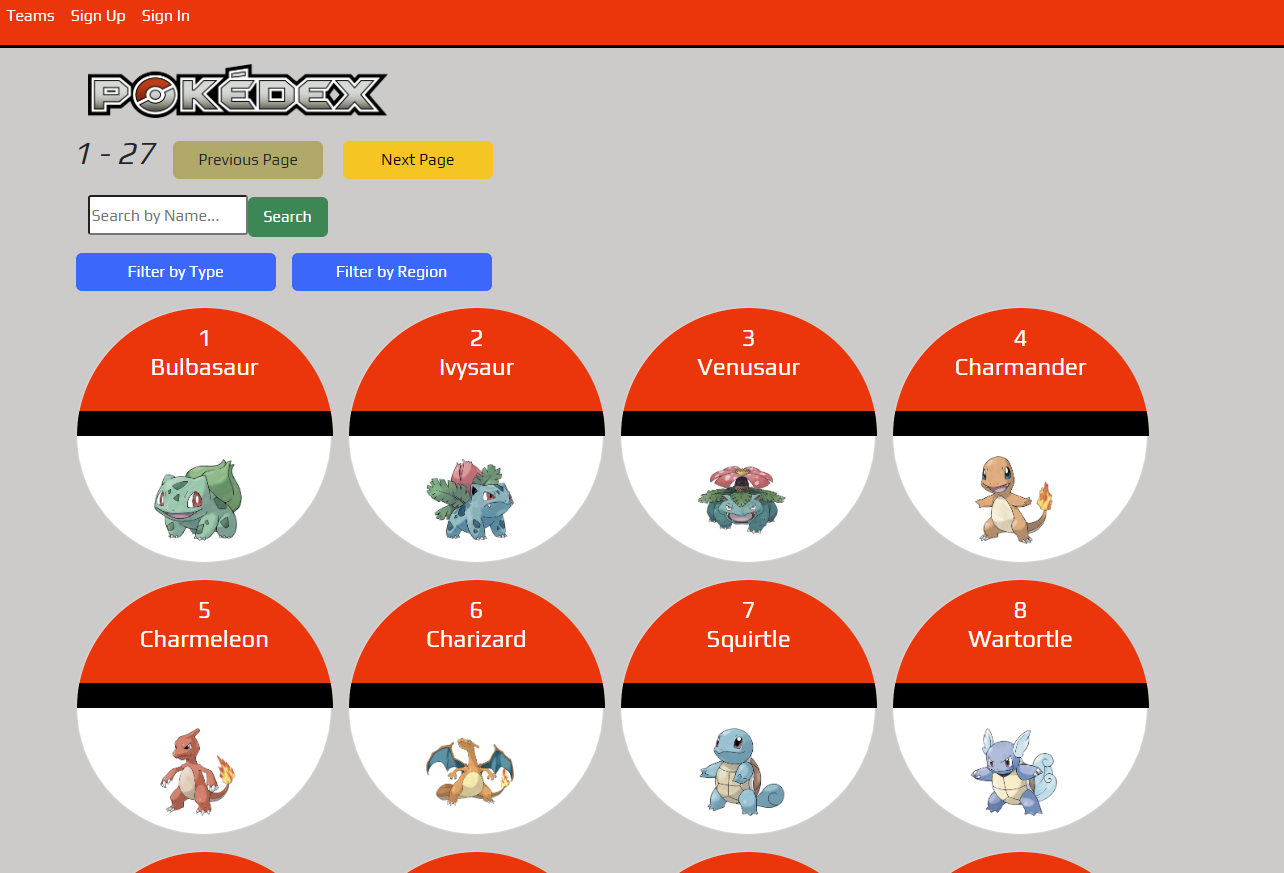 Teams Sign Up Sign In
POKÉDEX
1 - 27 Previous Page Next Page
Search by Name... Search
Filter by Type Filter by Region
1 2 3 4
Bulbasaur Ivysaur Venusaur Charmander
5 6 7 8
Charmeleon Charizard Squirtle Wartortle